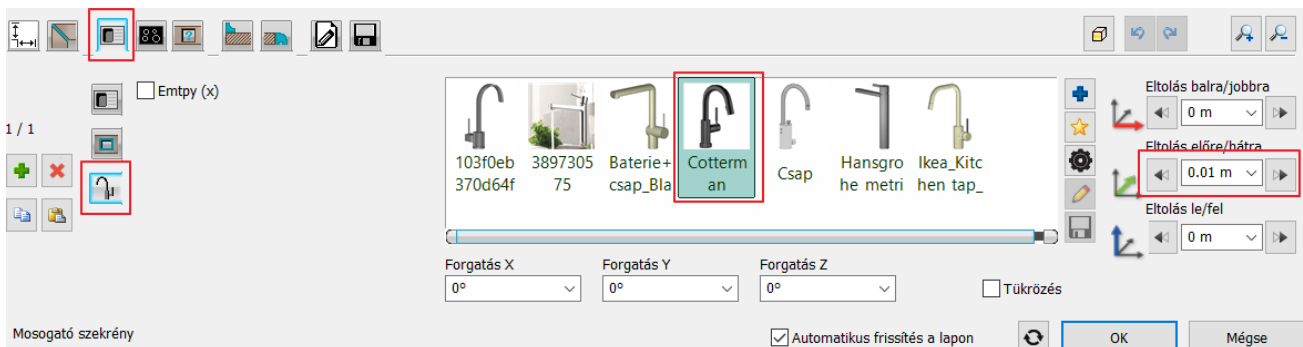 Emtpy (x)
1 / 1
103f0eb
370d64f
3897305
75
Baterie+
csap_Bla
Cotterm
an
Csap
Hansgro
he metri
Ikea_Kitc
hen tap_
Eltolás balra/jobbra
0 m
Eltolás előre/hátra
0.01 m
Eltolás le/fel
0 m
Forgatás X
0°
Forgatás Y
0°
Forgatás Z
0°
Tükrözés
Mosogató szekrény
Automatikus frissítés a lapon
OK
Mégse